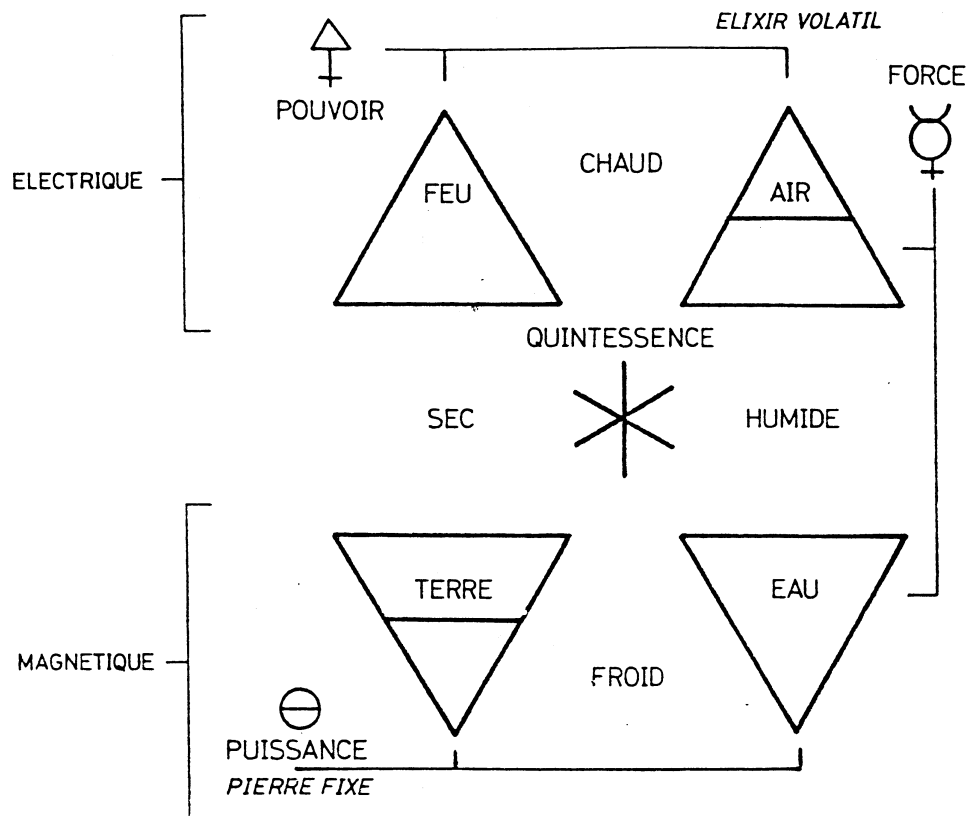 ELIXIR VOLATIL
FORCE
POUVOIR
CHAUD
ELECTRIQUE
FEU
AIR
QUINTESSENCE
SEC
HUMIDE
TERRE
EAU
MAGNETIQUE
FROID
PUISSANCE
PIERRE FIXE